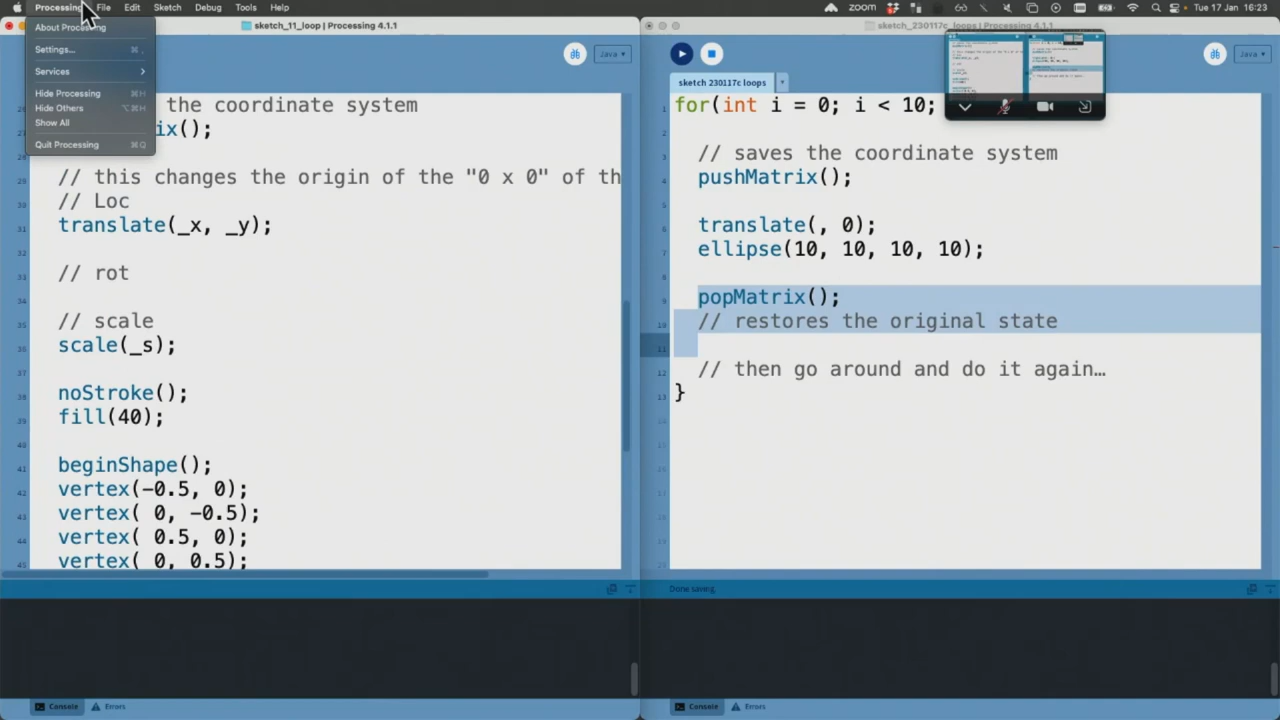 Processing File Edit Sketch Debug Tools Help zoom Tue 17 Jan 16:23
About Processing
Settings... ⌘ ,
Services >
Hide Processing ⌘H
Hide Others ⌥⌘H
Show All
Quit Processing ⌘Q
sketch_11_loop | Processing 4.1.1
Java
the coordinate system
ix();
// this changes the origin of the "0 x 0" of th
// Loc
translate(_x, _y);
// rot
// scale
scale(_s);
noStroke();
fill(40);
beginShape();
vertex(-0.5, 0);
vertex( 0, -0.5);
vertex( 0.5, 0);
vertex( 0, 0.5);
Console Errors
sketch_230117c_loops | Processing 4.1.1
Java
sketch 230117c loops
for(int i = 0; i < 10;
// saves the coordinate system
pushMatrix();
translate(, 0);
ellipse(10, 10, 10, 10);
popMatrix();
// restores the original state
// then go around and do it again…
}
Done saving.
Console Errors